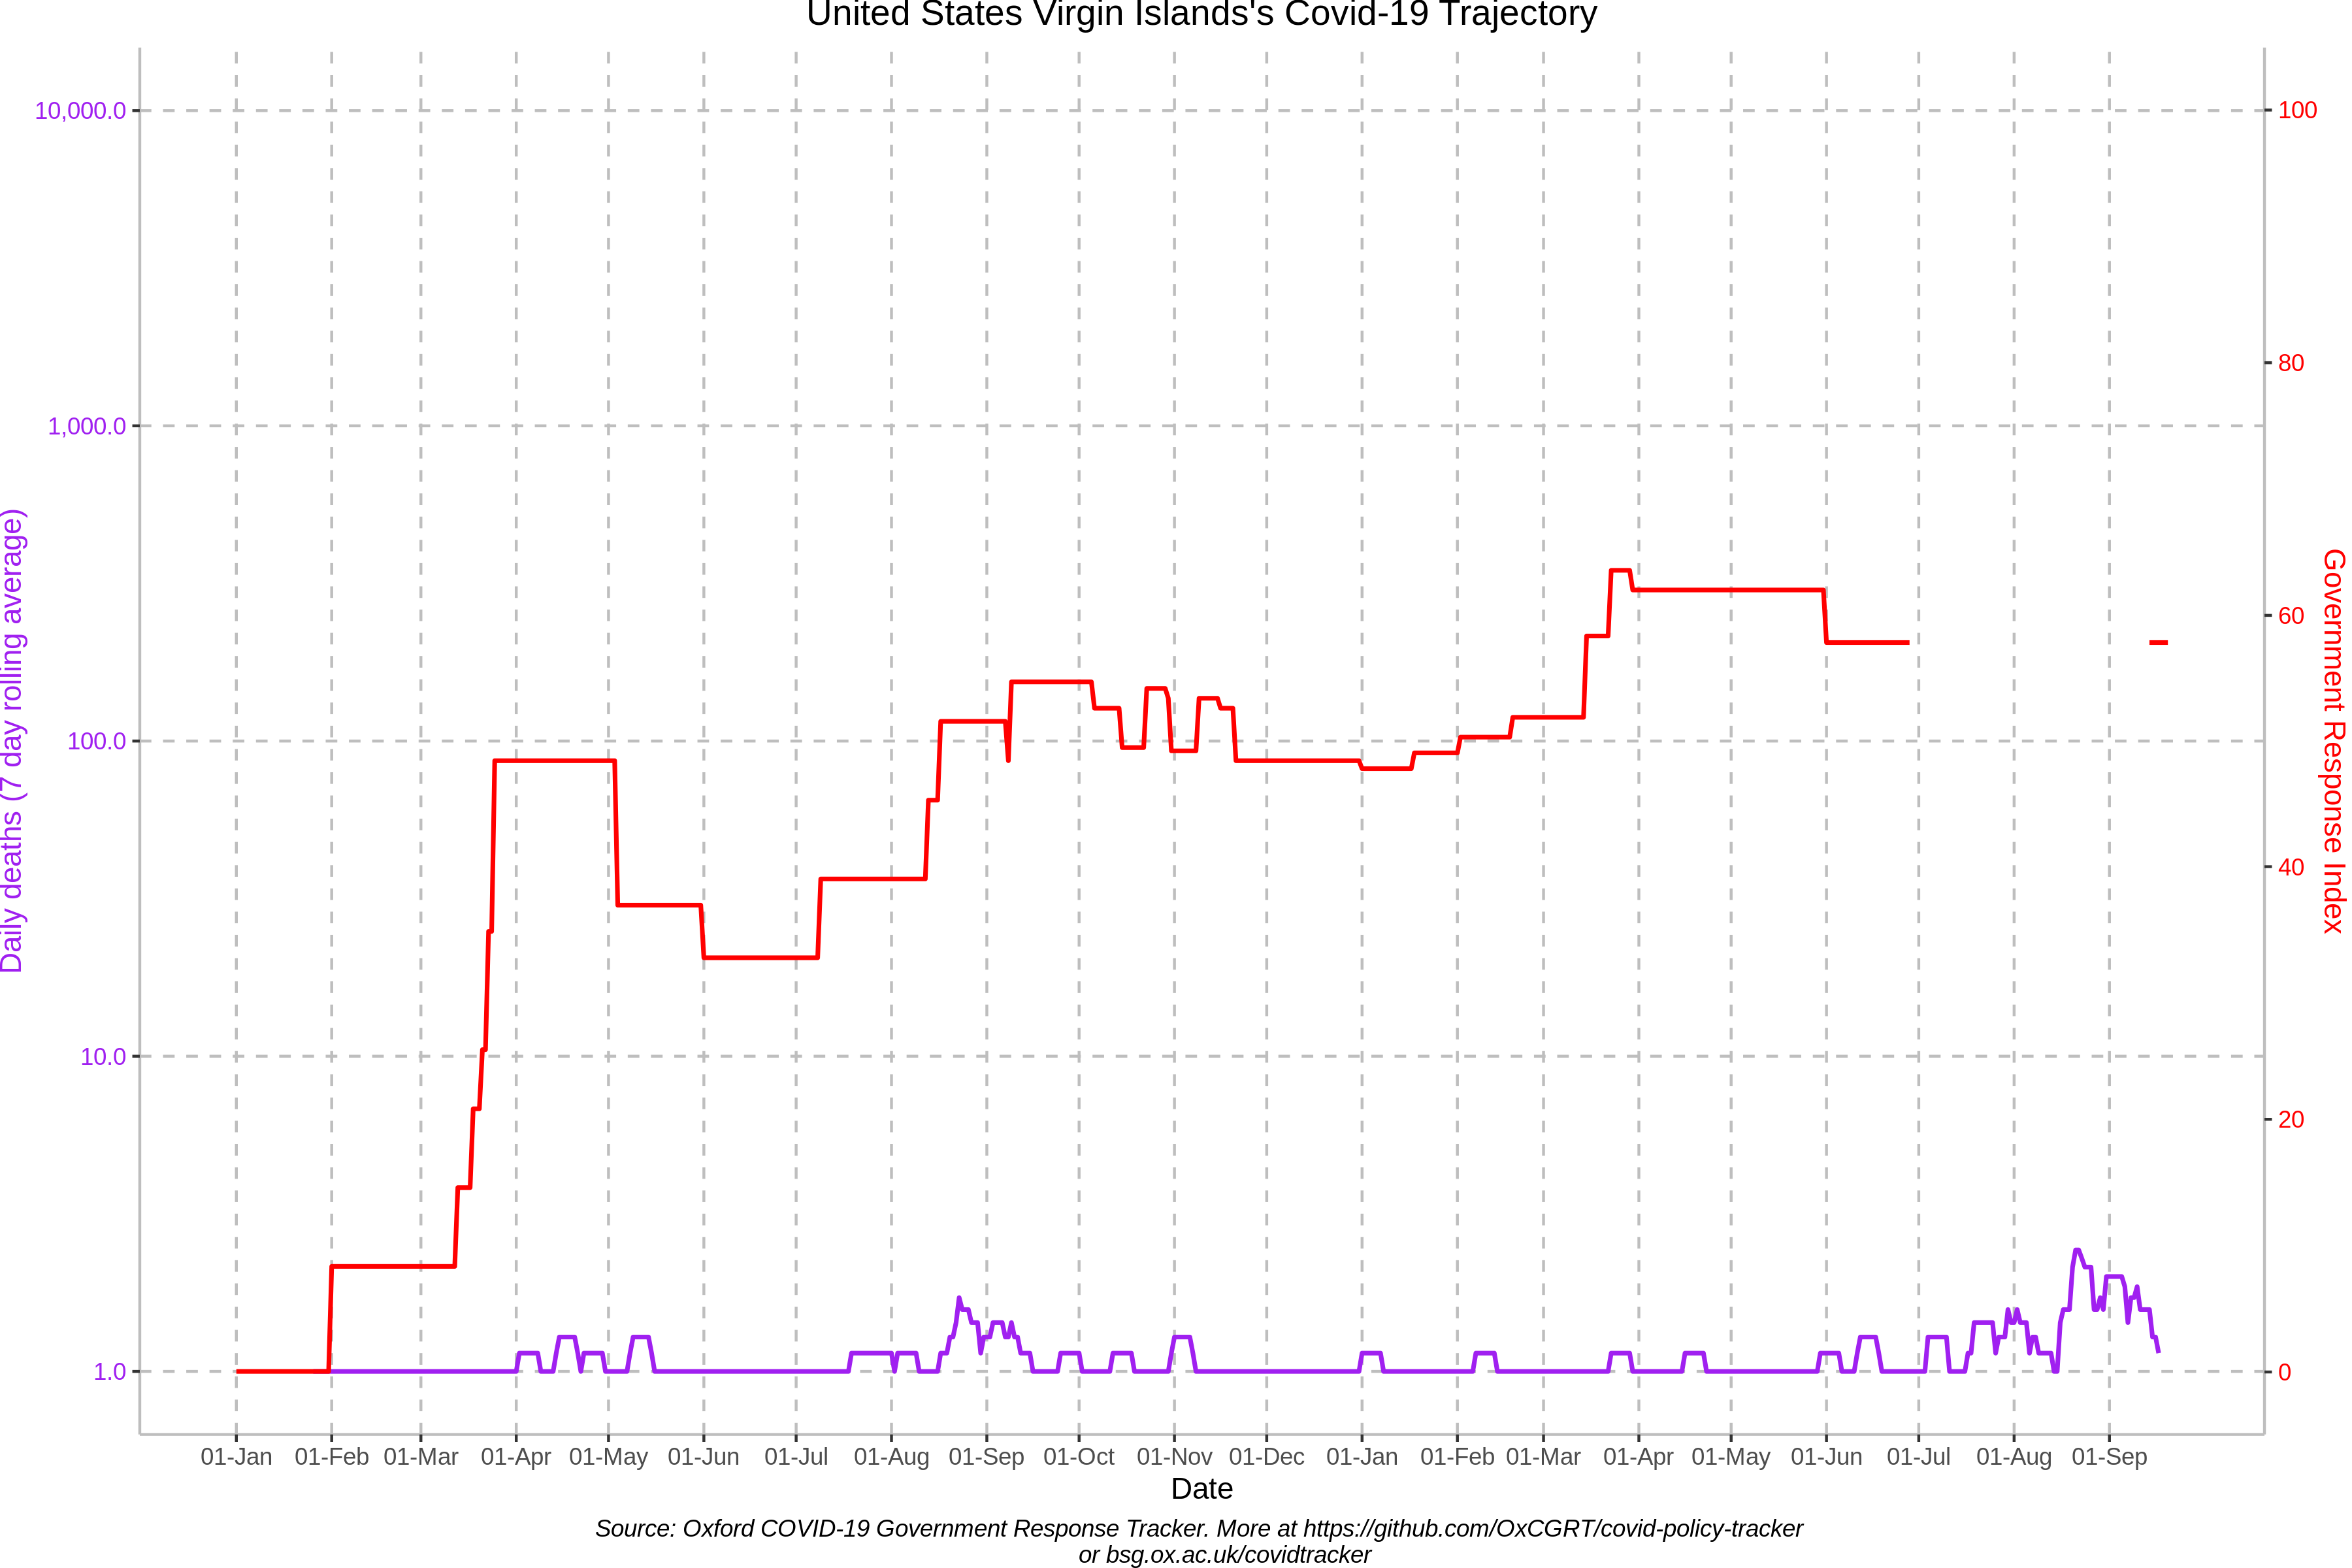 United States Virgin Islands's Covid-19 Trajectory
10,000.0
1,000.0
100.0
10.0
1.0
Daily deaths (7 day rolling average)
100
80
60
40
20
0
Government Response Index
01-Jan 01-Feb 01-Mar 01-Apr 01-May 01-Jun 01-Jul 01-Aug 01-Sep 01-Oct 01-Nov 01-Dec 01-Jan 01-Feb 01-Mar 01-Apr 01-May 01-Jun 01-Jul 01-Aug 01-Sep
Date
Source: Oxford COVID-19 Government Response Tracker. More at https://github.com/OxCGRT/covid-policy-tracker
or bsg.ox.ac.uk/covidtracker